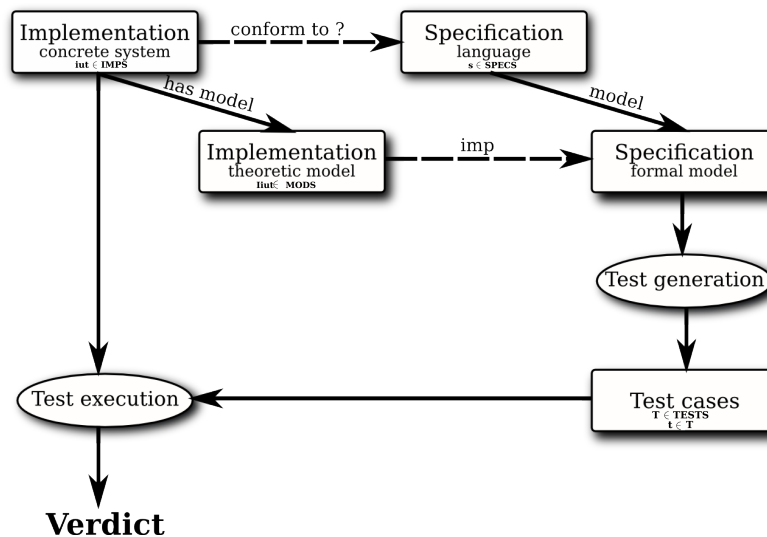 Implementation
concrete system
iut ∈ IMPS
conform to ?
Specification
language
s ∈ SPECS
has model
model
Implementation
theoretic model
Iiut∈ MODS
imp
Specification
formal model
Test generation
Test execution
Test cases
T ∈ TESTS
t ∈ T
Verdict